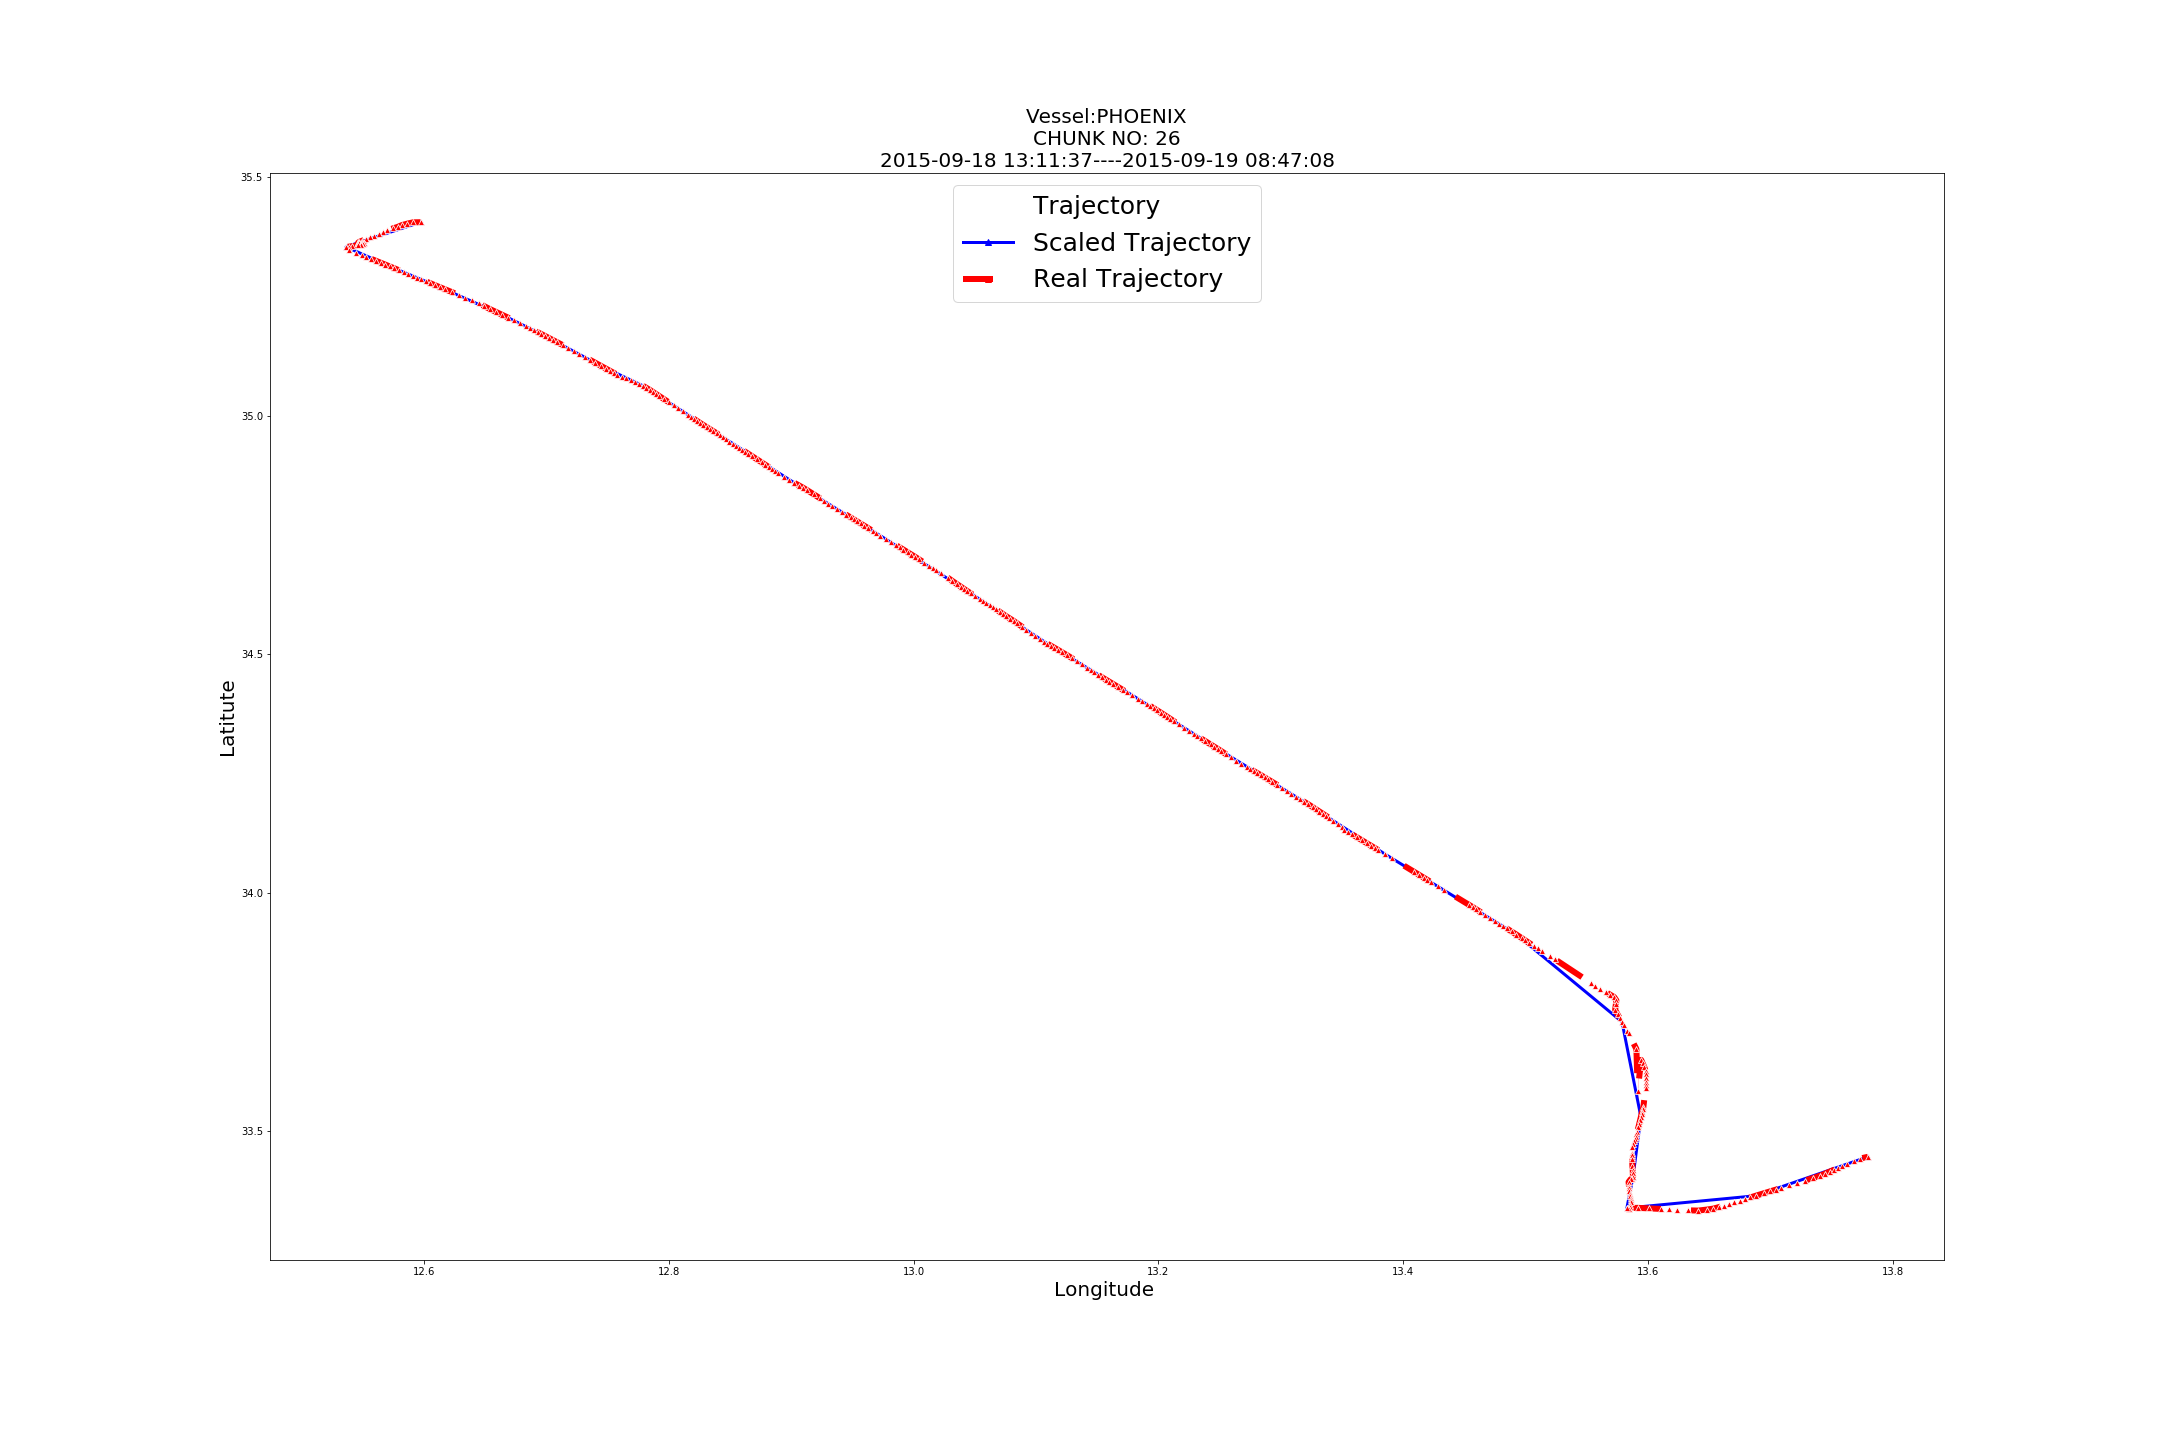 Vessel:PHOENIX
CHUNK NO: 26
2015-09-18 13:11:37----2015-09-19 08:47:08
Trajectory
Scaled Trajectory
Real Trajectory
35.5
35.0
34.5
34.0
33.5
Latitute
12.6
12.8
13.0
13.2
13.4
13.6
13.8
Longitude